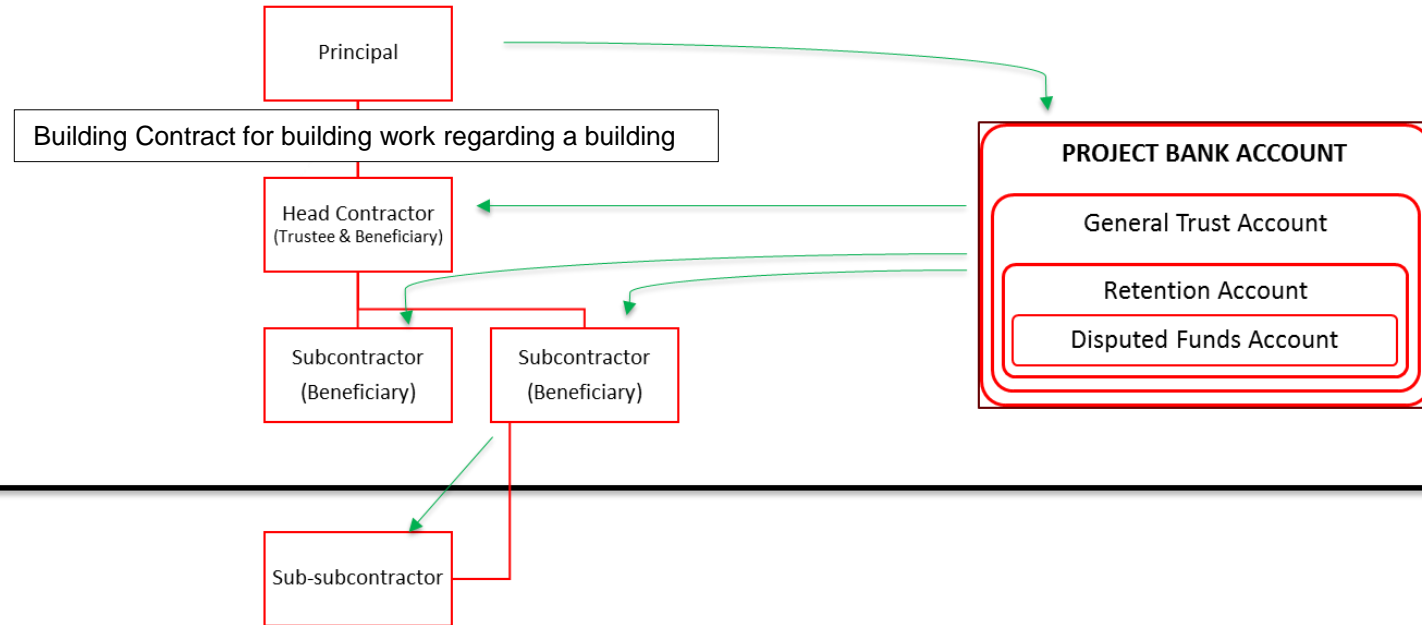 Principal
Building Contract for building work regarding a building
PROJECT BANK ACCOUNT
Head Contractor
(Trustee & Beneficiary)
General Trust Account
Retention Account
Disputed Funds Account
Subcontractor
(Beneficiary)
Subcontractor
(Beneficiary)
Sub-subcontractor